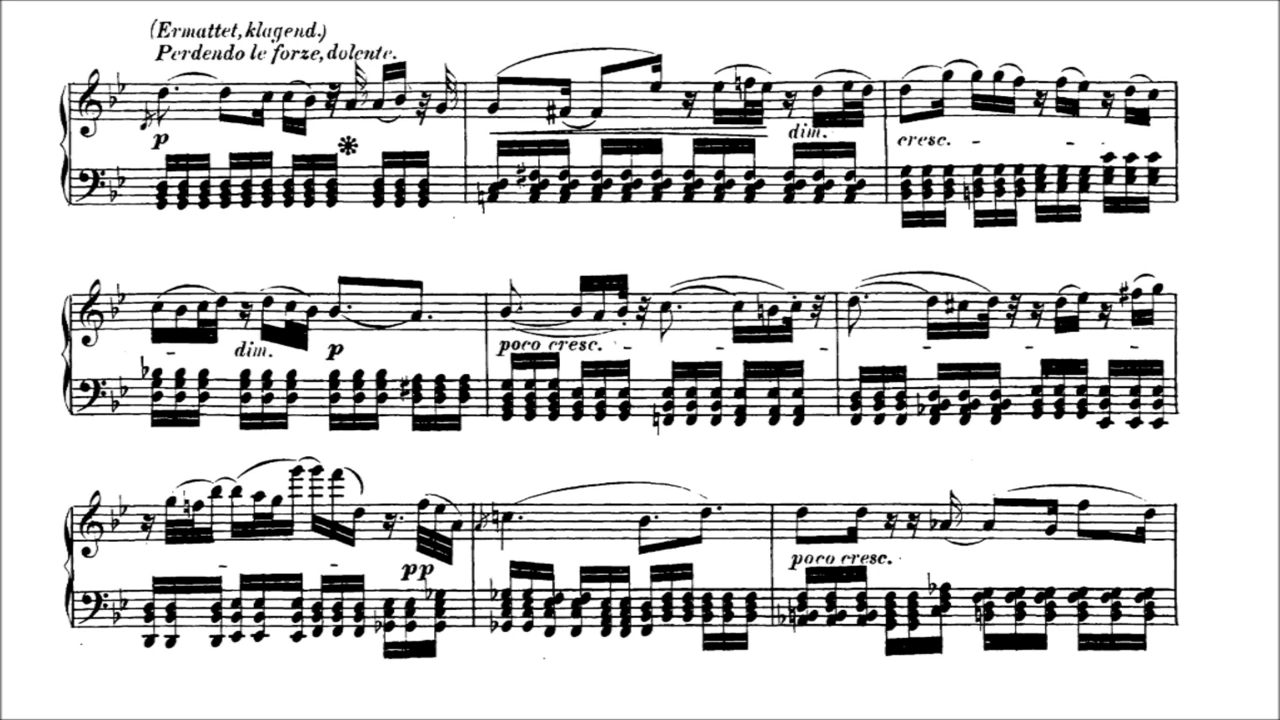 (Ermattet, klagend.)
Perdendo le forze, dolente.
p
dim.
cresc. - - -
- dim. p
poco cresc. - - - -
- - - -
- - pp
poco cresc.